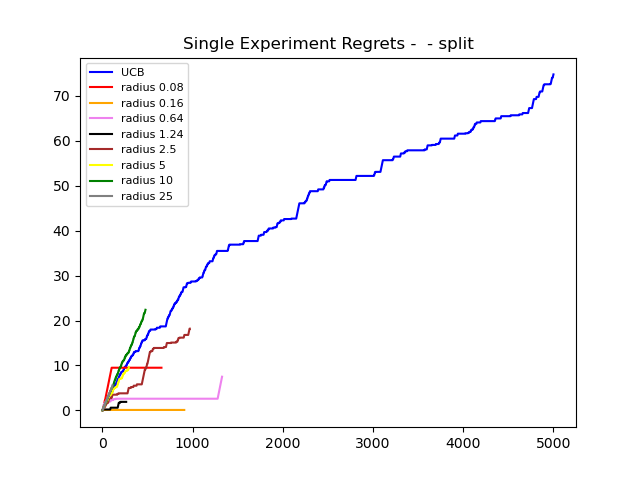 Single Experiment Regrets -  - split
UCB
radius 0.08
radius 0.16
radius 0.64
radius 1.24
radius 2.5
radius 5
radius 10
radius 25
70
60
50
40
30
20
10
0
0 1000 2000 3000 4000 5000